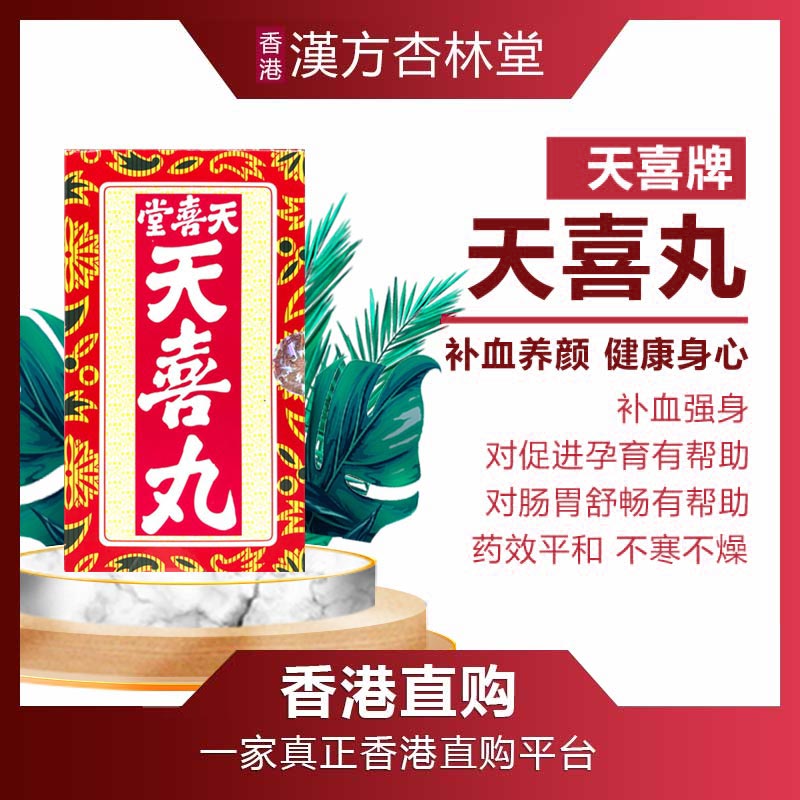 香港 漢方杏林堂
天喜牌
天喜丸
补血养颜 健康身心
补血强身
对促进孕育有帮助
对肠胃舒畅有帮助
药效平和 不寒不燥
堂喜天
天喜丸
香港直购
一家真正香港直购平台